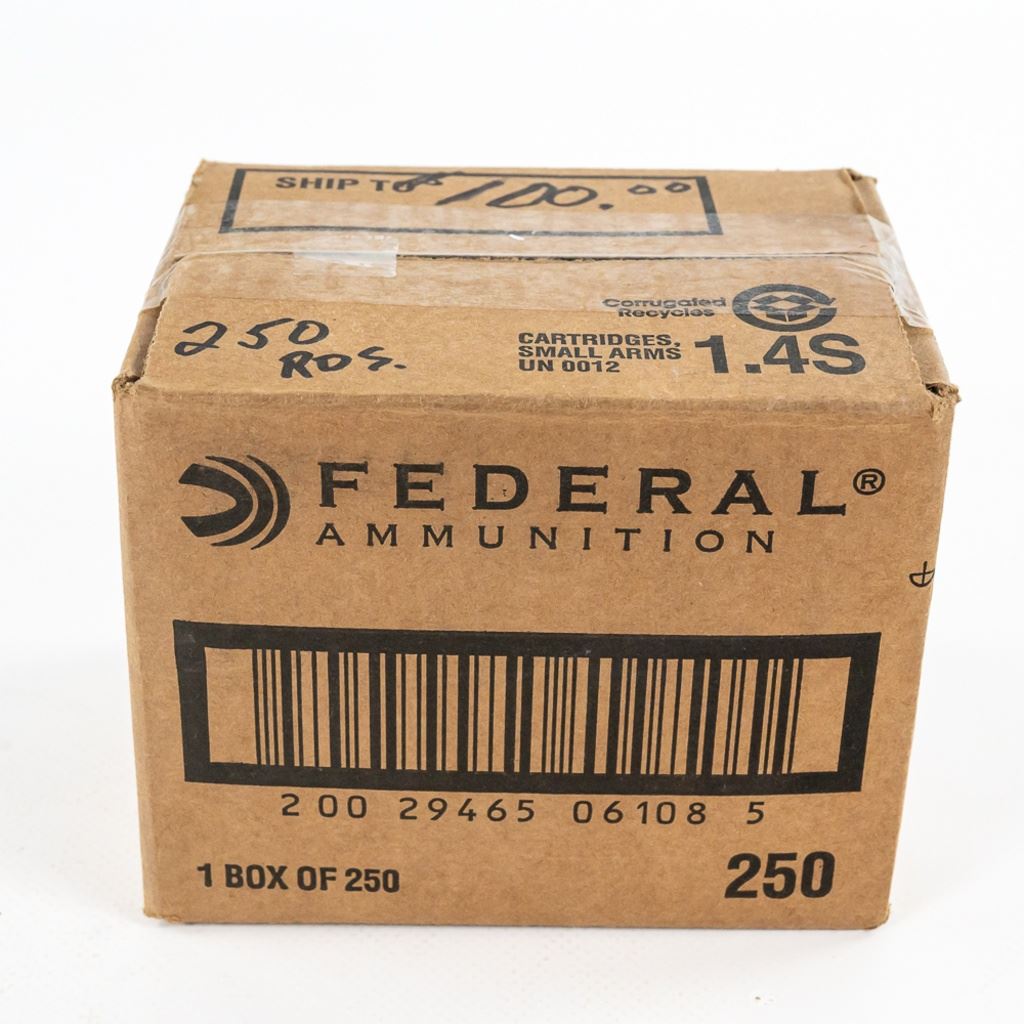 SHIP TO $100.00
Corrugated
Recycles
250
RDS.
CARTRIDGES,
SMALL ARMS
UN 0012
1.4S
FEDERAL®
AMMUNITION
2 00 29465 06108 5
1 BOX OF 250
250